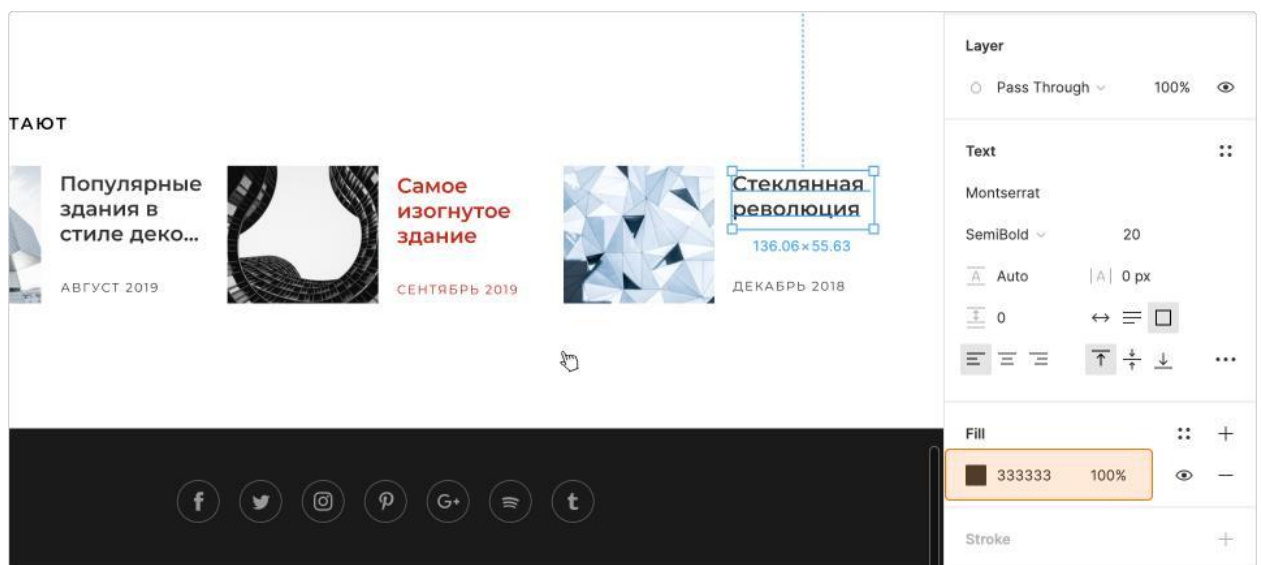 ТАЮТ
Популярные
здания в
стиле деко...
АВГУСТ 2019
Самое
изогнутое
здание
СЕНТЯБРЬ 2019
Стеклянная
революция
136.06×55.63
ДЕКАБРЬ 2018
Layer
Pass Through 100%
Text
Montserrat
SemiBold 20
Auto |A| 0 px
0
Fill
333333 100%
Stroke